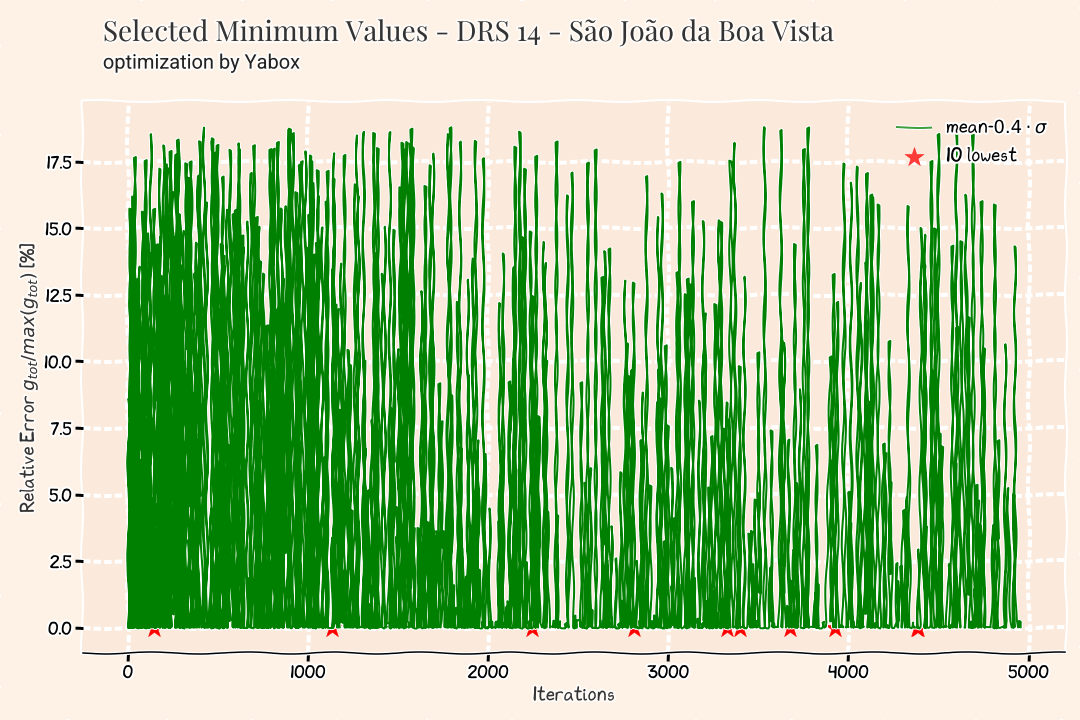 Selected Minimum Values - DRS 14 - São João da Boa Vista
optimization by Yabox
mean-0.4 · σ
10 lowest
Relative Error g_tot/max(g_tot) [%]
17.5
15.0
12.5
10.0
7.5
5.0
2.5
0.0
0 1000 2000 3000 4000 5000
Iterations